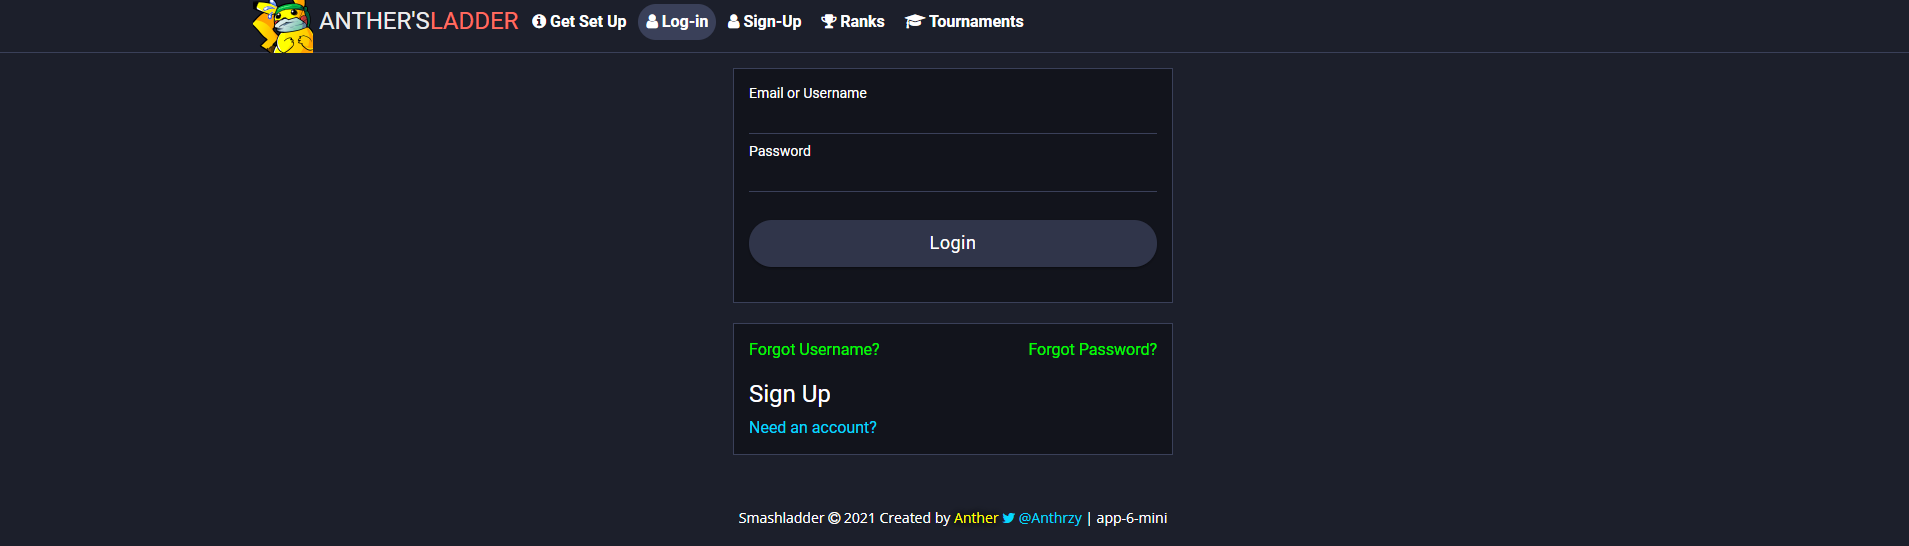 ANTHER'SLADDER Get Set Up Log-in Sign-Up Ranks Tournaments
Email or Username
Password
Login
Forgot Username? Forgot Password?
Sign Up
Need an account?
Smashladder © 2021 Created by Anther @Anthrzy | app-6-mini